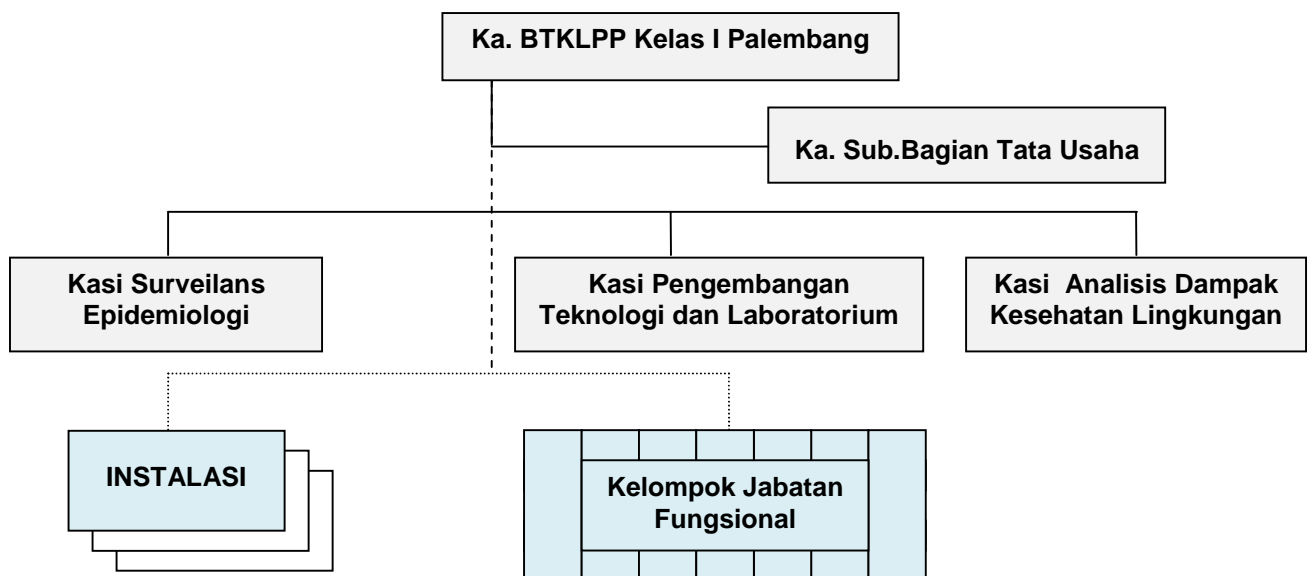 Ka. BTKLPP Kelas I Palembang
Ka. Sub.Bagian Tata Usaha
Kasi Surveilans
Epidemiologi
Kasi Pengembangan
Teknologi dan Laboratorium
Kasi Analisis Dampak
Kesehatan Lingkungan
INSTALASI
Kelompok Jabatan
Fungsional